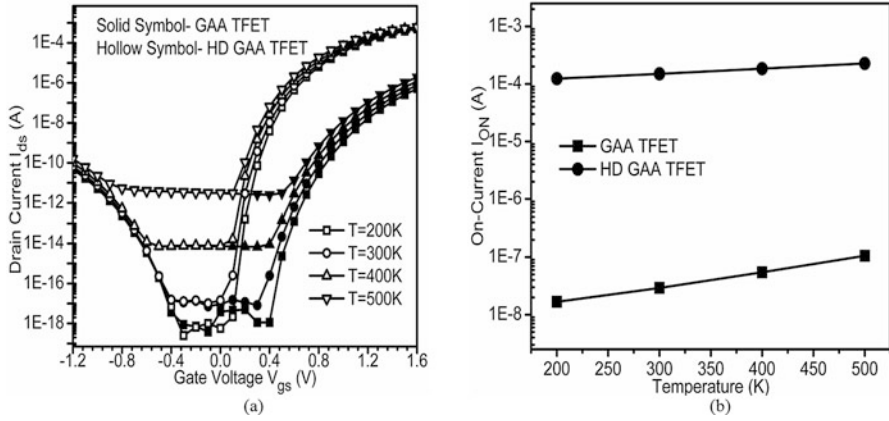 Solid Symbol- GAA TFET
Hollow Symbol- HD GAA TFET
1E-4
1E-6
1E-8
1E-10
1E-12
1E-14
1E-16
1E-18
Drain Current Ids (A)
T=200K
T=300K
T=400K
T=500K
-1.2 -0.8 -0.4 0.0 0.4 0.8 1.2 1.6
Gate Voltage Vgs (V)
(a)
1E-3
1E-4
1E-5
1E-6
1E-7
1E-8
On-Current ION (A)
GAA TFET
HD GAA TFET
200 250 300 350 400 450 500
Temperature (K)
(b)